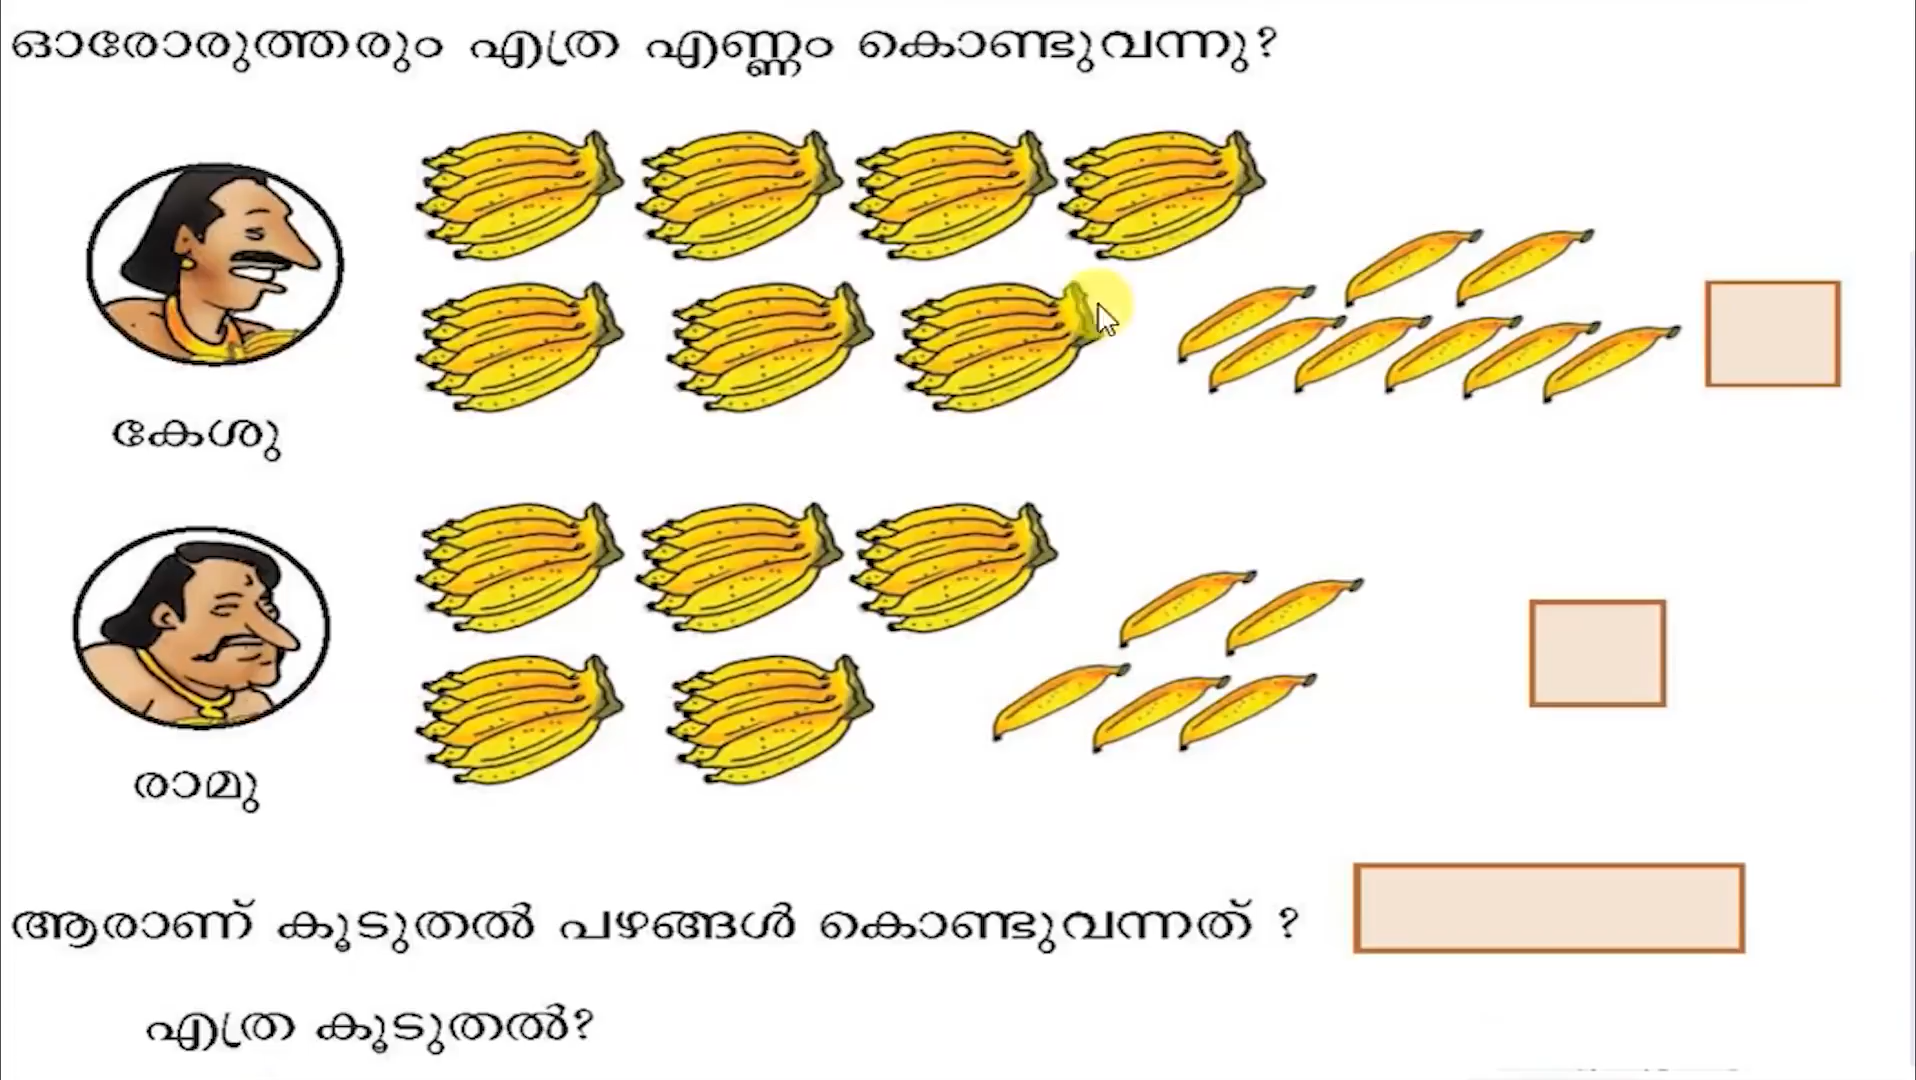 ഓരോരുത്തരും എത്ര എണ്ണം കൊണ്ടുവന്നു?
കേശു
രാമു
ആരാണ് കൂടുതൽ പഴങ്ങൾ കൊണ്ടുവന്നത് ?
എത്ര കൂടുതൽ?